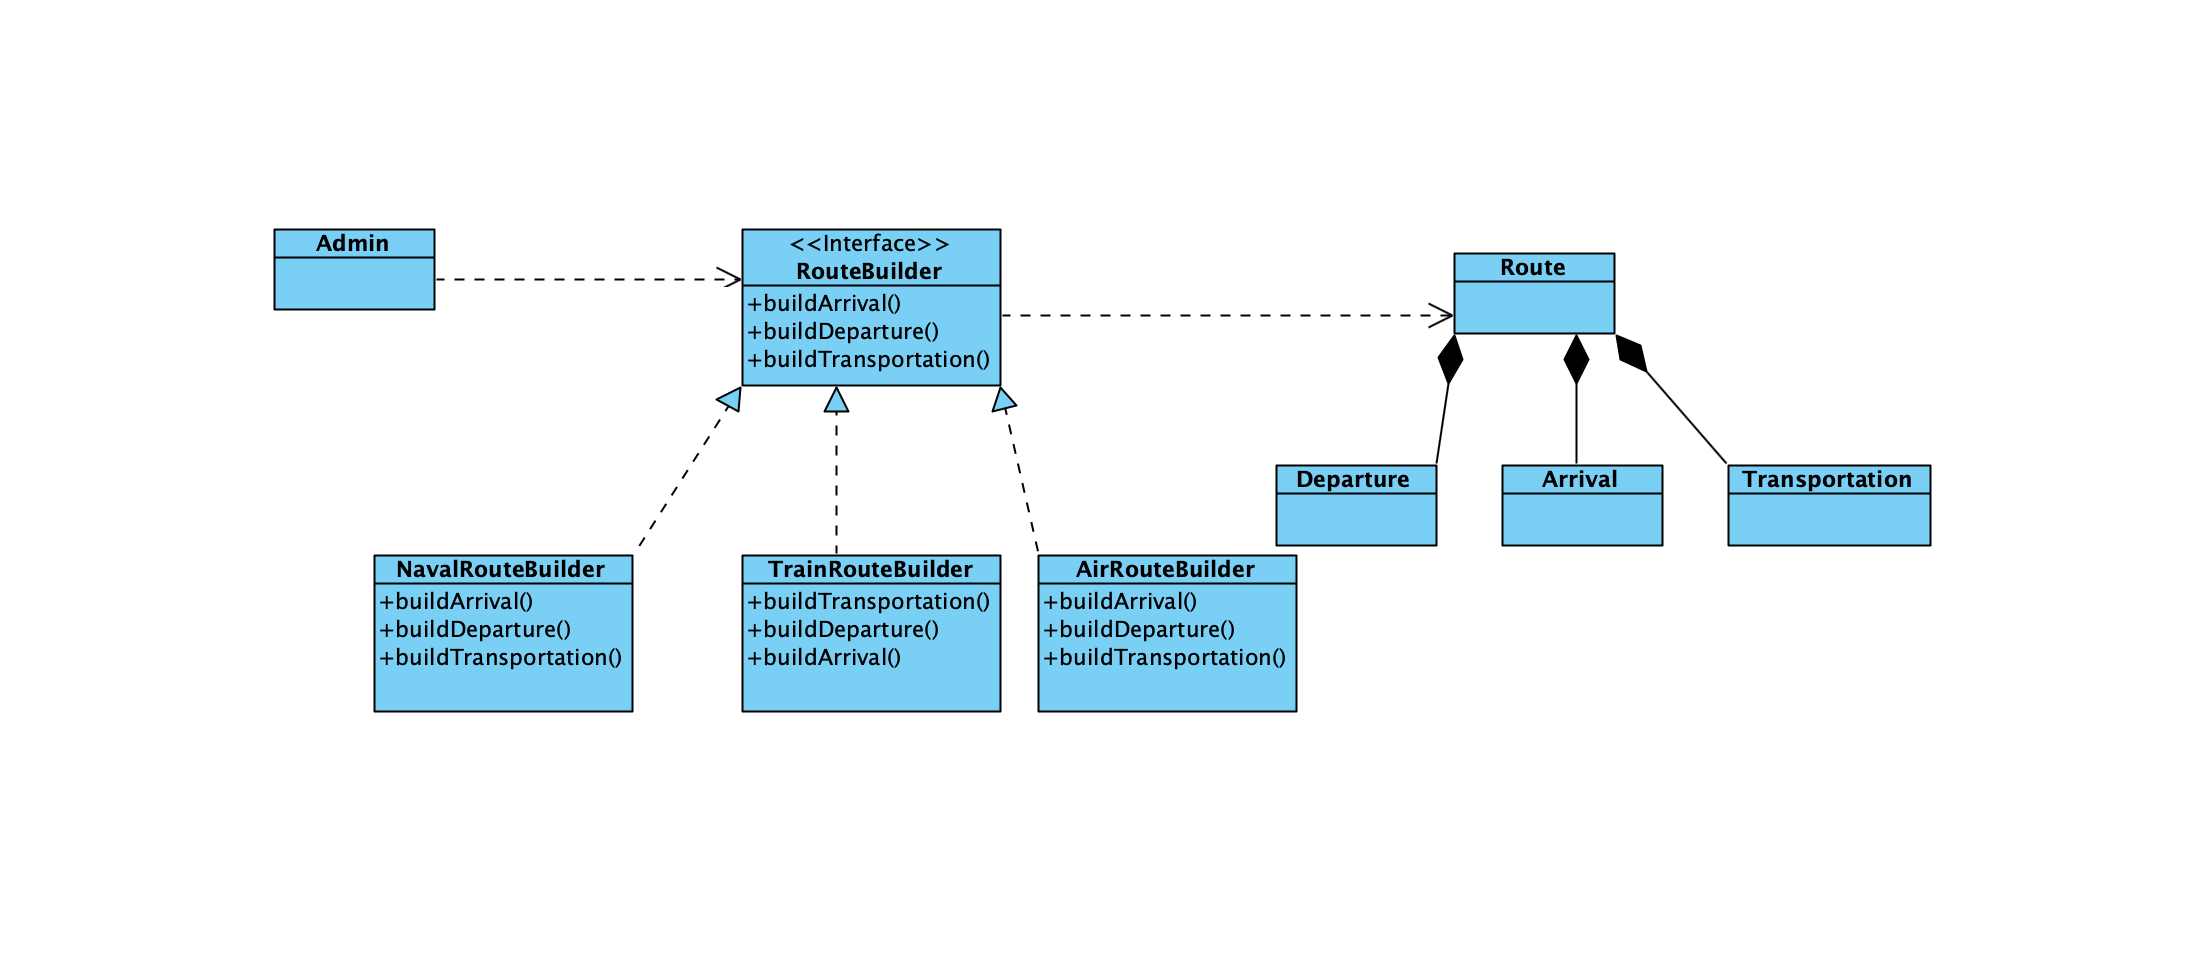 Admin
<<Interface>>
RouteBuilder
+buildArrival()
+buildDeparture()
+buildTransportation()
Route
Departure
Arrival
Transportation
NavalRouteBuilder
+buildArrival()
+buildDeparture()
+buildTransportation()
TrainRouteBuilder
+buildTransportation()
+buildDeparture()
+buildArrival()
AirRouteBuilder
+buildArrival()
+buildDeparture()
+buildTransportation()